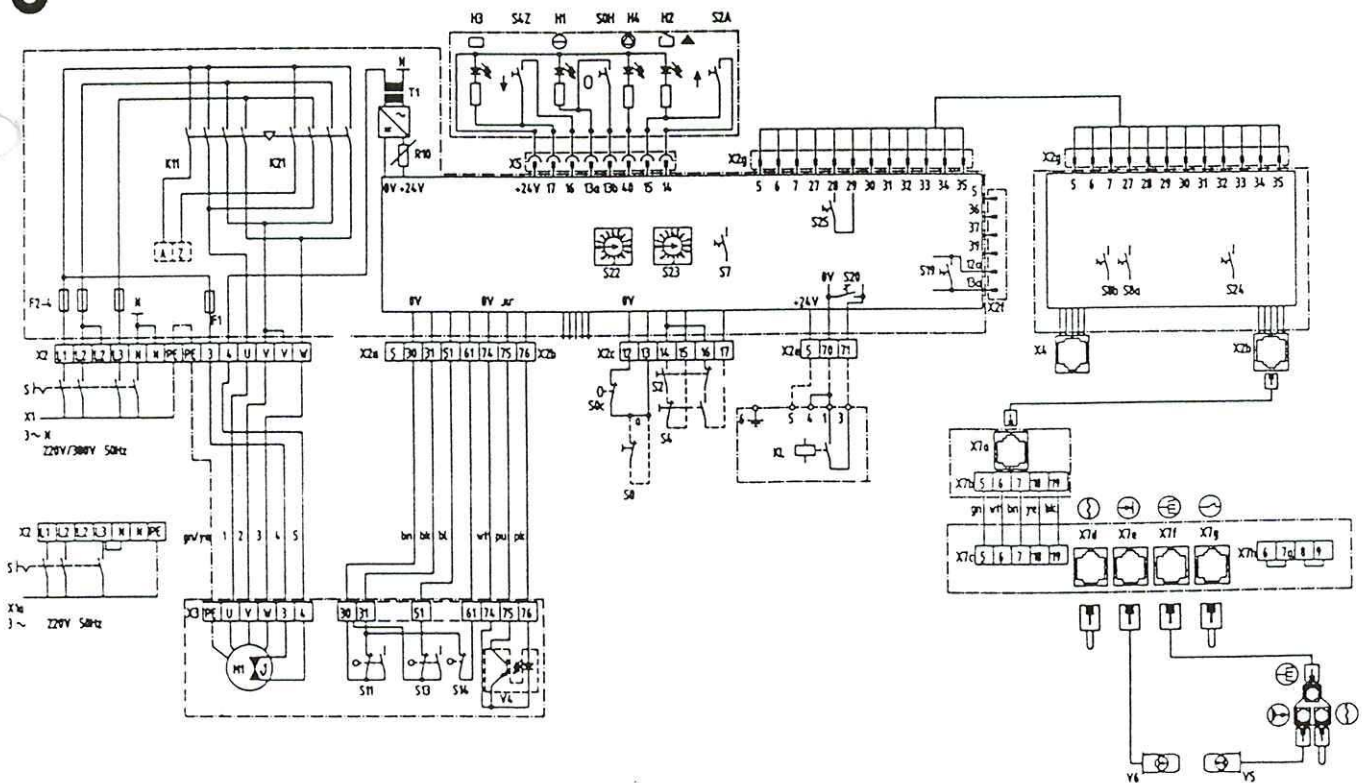 H3 S4Z H1 S0H H4 H2 S2A
N
T1
R10
0V +24V
K11 K21
A Z
F2-4
F1
X5
+24V 17 16 13a 13b 40 15 14
X2g
5 6 7 27 28 29 30 31 32 33 34 35
X2g
5 6 7 27 28 29 30 31 32 33 34 35
S25
5
36
37
39
12a
13a
X2f
S22 S23 S7
S19
S8b S8a S24
0V 0V 0V +24V 0V S20
N
X2 L1 L2 L2 L3 N N PE PE 3 4 U V V W
X2a 5 30 31 51 61 74 75 76 X2b
X2c 12 13 14 15 16 17
X2e 5 70 71
X4 X2b
S
X1
3~ N
220V/380V 50Hz
S0c
0
S0
S2
S4
6 5 4 1 3
KL
X7a
X7b 5 6 7 18 19
gn wt bn ye bk
X7d X7e X7f X7g
X7c 5 6 7 18 19
X7h 6 7a 8 9
X2 L1 L2 L2 L3 N N PE
S
X1a
3~ 220V 50Hz
gn/ye 1 2 3 4 5
bn bk bl wt pu pk
X3 PE U V W 3 4
30 31 51 61 74 75 76
M1
S11 S13 S14 V4
Y6 Y5